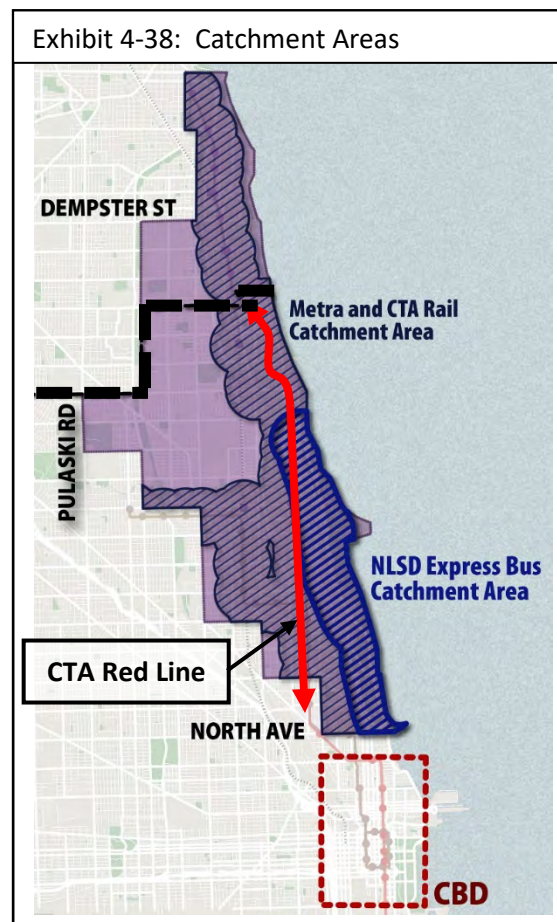 Exhibit 4-38:  Catchment Areas
DEMPSTER ST
Metra and CTA Rail
Catchment Area
PULASKI RD
NLSD Express Bus
Catchment Area
CTA Red Line
NORTH AVE
CBD